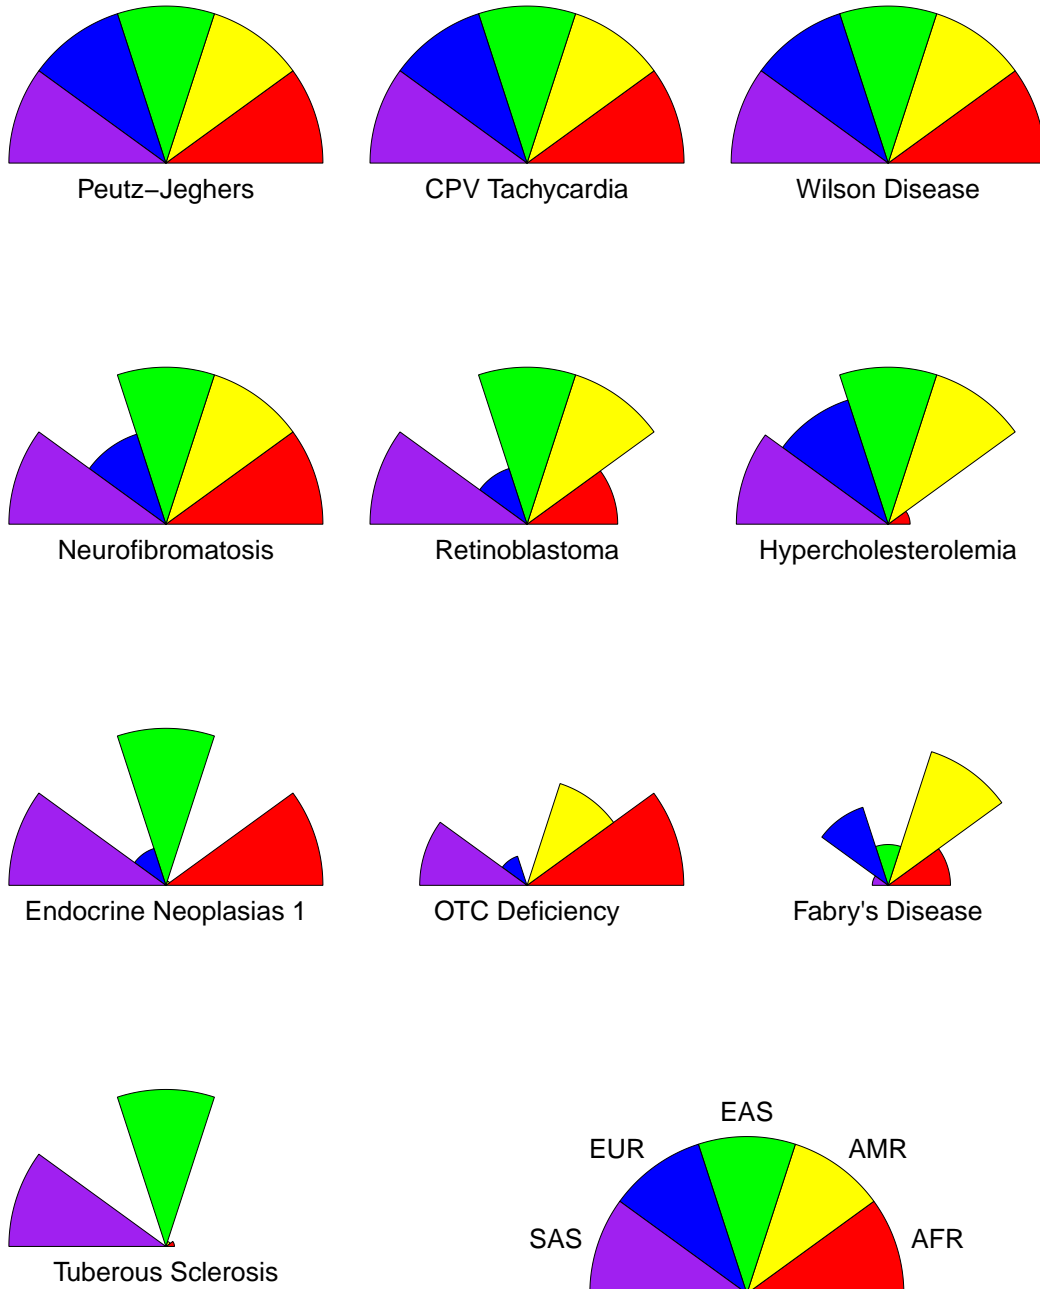 Peutz−Jeghers
CPV Tachycardia
Wilson Disease
Neurofibromatosis
Retinoblastoma
Hypercholesterolemia
Endocrine Neoplasias 1
OTC Deficiency
Fabry's Disease
Tuberous Sclerosis
EAS
EUR
AMR
SAS
AFR